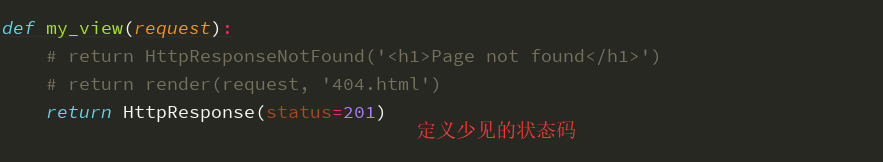 def my_view(request):
    # return HttpResponseNotFound('<h1>Page not found</h1>')
    # return render(request, '404.html')
    return HttpResponse(status=201)
定义少见的状态码